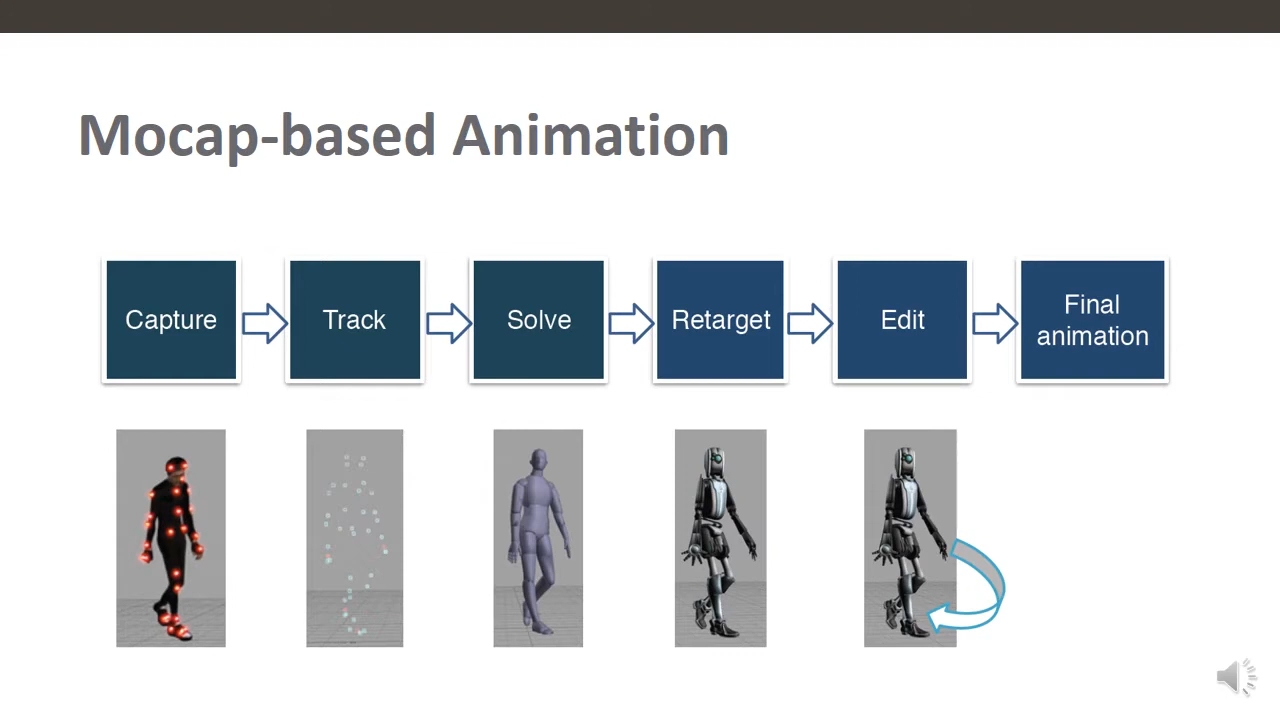 Mocap-based Animation
Capture
Track
Solve
Retarget
Edit
Final
animation